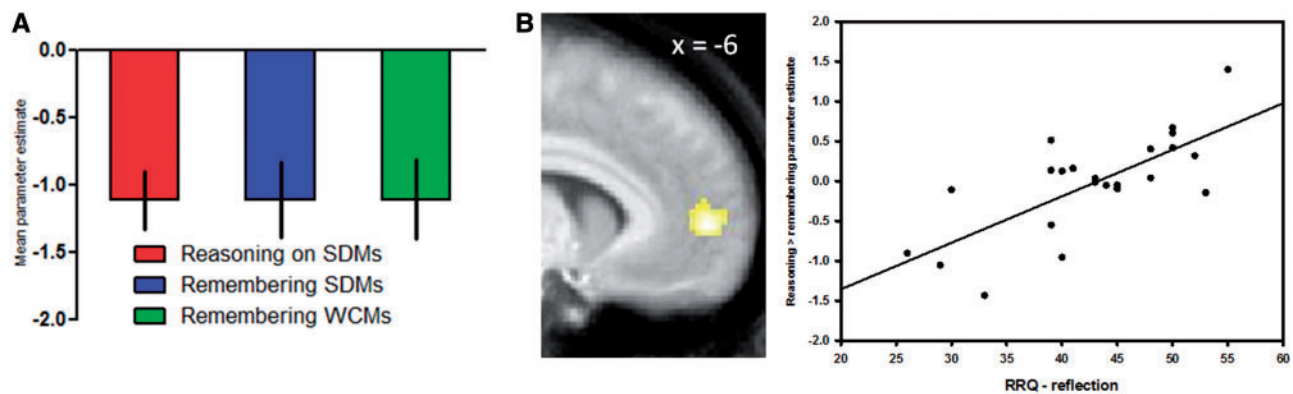 A
0.0
-0.5
-1.0
-1.5
-2.0
Mean parameter estimate
Reasoning on SDMs
Remembering SDMs
Remembering WCMs
B
x = -6
2.0
1.5
1.0
0.5
0.0
-0.5
-1.0
-1.5
-2.0
Reasoning > remembering parameter estimate
20 25 30 35 40 45 50 55 60
RRQ - reflection